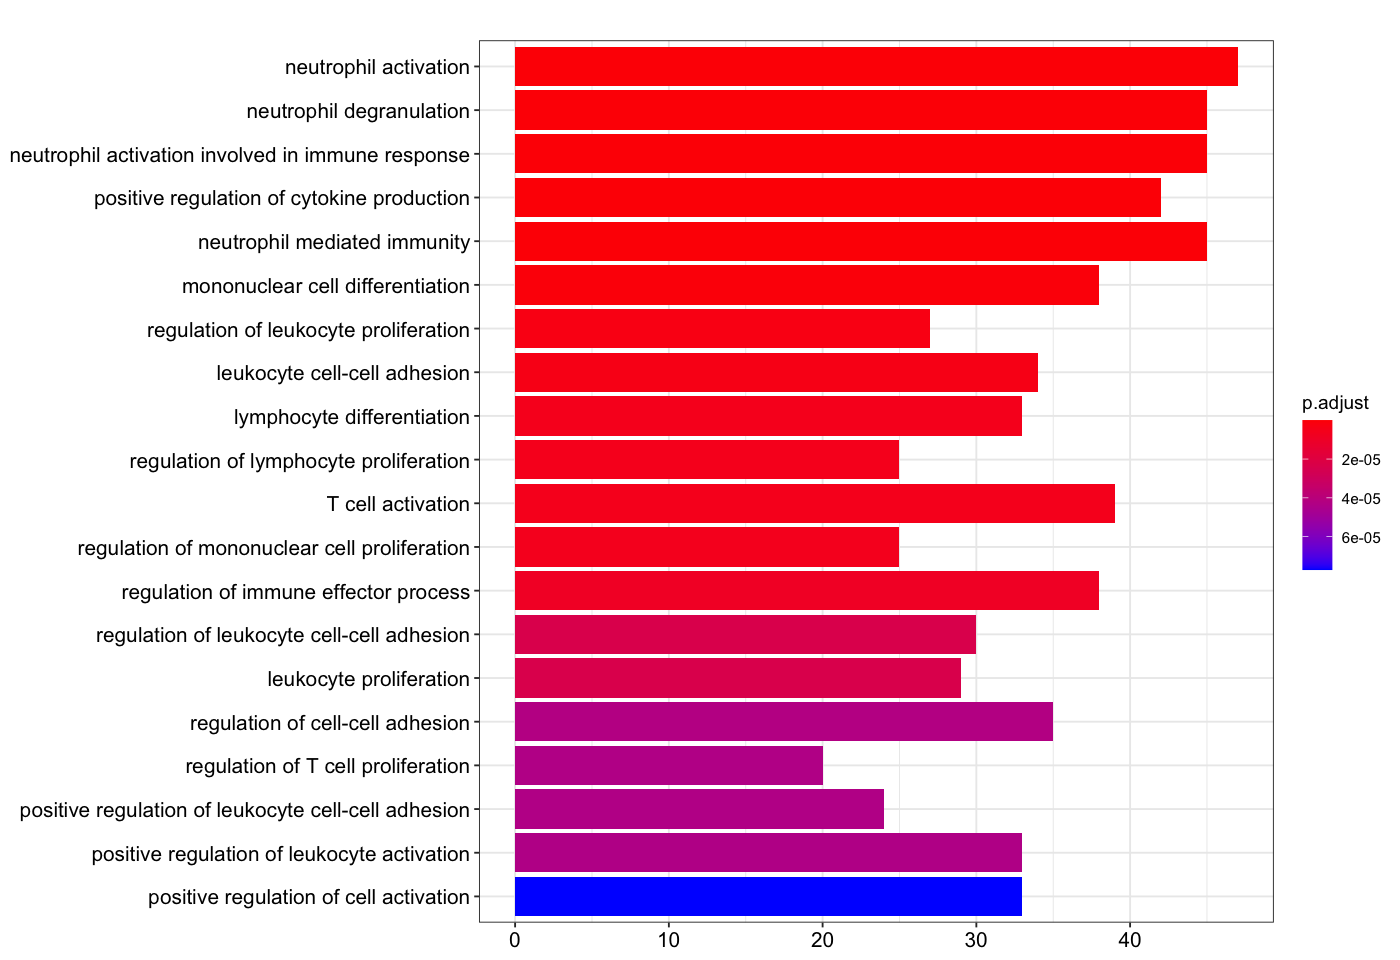 neutrophil activation
neutrophil degranulation
neutrophil activation involved in immune response
positive regulation of cytokine production
neutrophil mediated immunity
mononuclear cell differentiation
regulation of leukocyte proliferation
leukocyte cell-cell adhesion
lymphocyte differentiation
regulation of lymphocyte proliferation
T cell activation
regulation of mononuclear cell proliferation
regulation of immune effector process
regulation of leukocyte cell-cell adhesion
leukocyte proliferation
regulation of cell-cell adhesion
regulation of T cell proliferation
positive regulation of leukocyte cell-cell adhesion
positive regulation of leukocyte activation
positive regulation of cell activation
0 10 20 30 40
p.adjust
2e-05
4e-05
6e-05